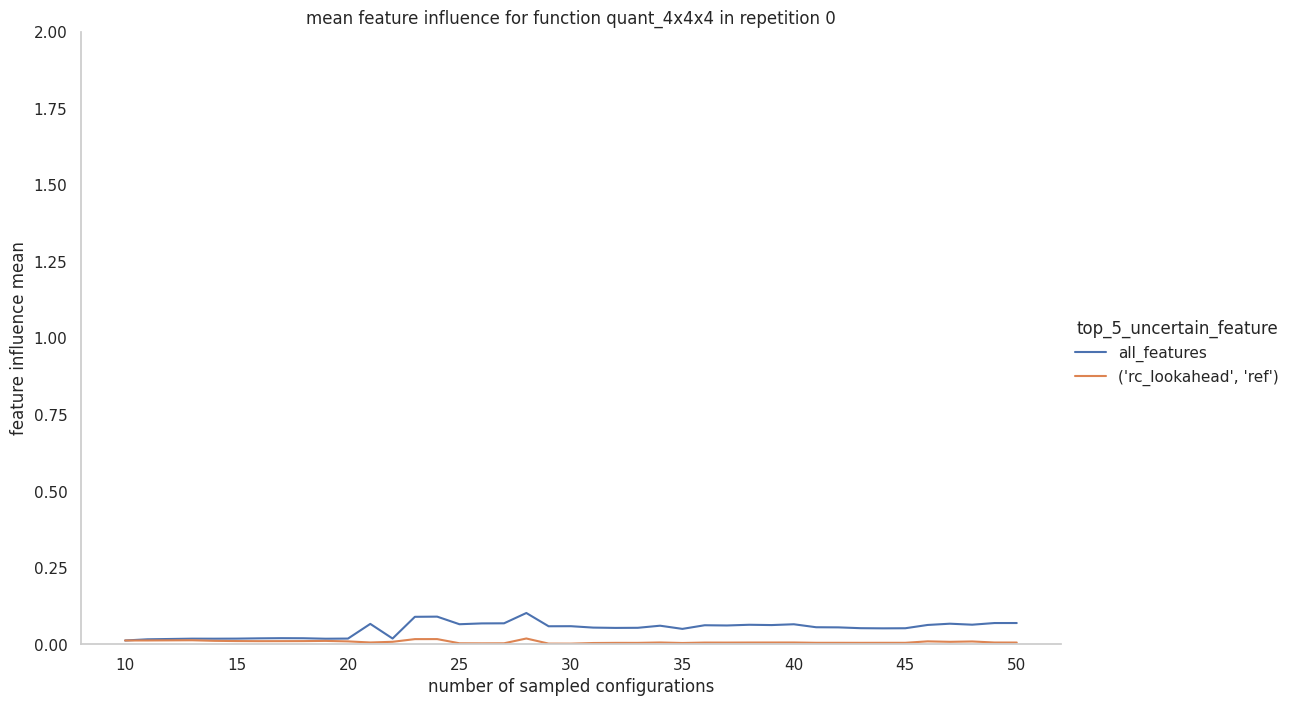 mean feature influence for function quant_4x4x4 in repetition 0
2.00
1.75
1.50
1.25
1.00
0.75
0.50
0.25
0.00
feature influence mean
10 15 20 25 30 35 40 45 50
number of sampled configurations
top_5_uncertain_feature
all_features
('rc_lookahead', 'ref')